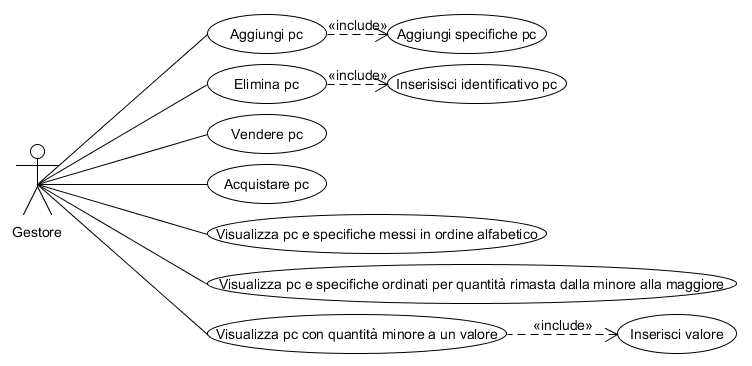 Aggiungi pc
«include»
Aggiungi specifiche pc
Elimina pc
«include»
Inserisisci identificativo pc
Vendere pc
Acquistare pc
Gestore
Visualizza pc e specifiche messi in ordine alfabetico
Visualizza pc e specifiche ordinati per quantità rimasta dalla minore alla maggiore
Visualizza pc con quantità minore a un valore
«include»
Inserisci valore